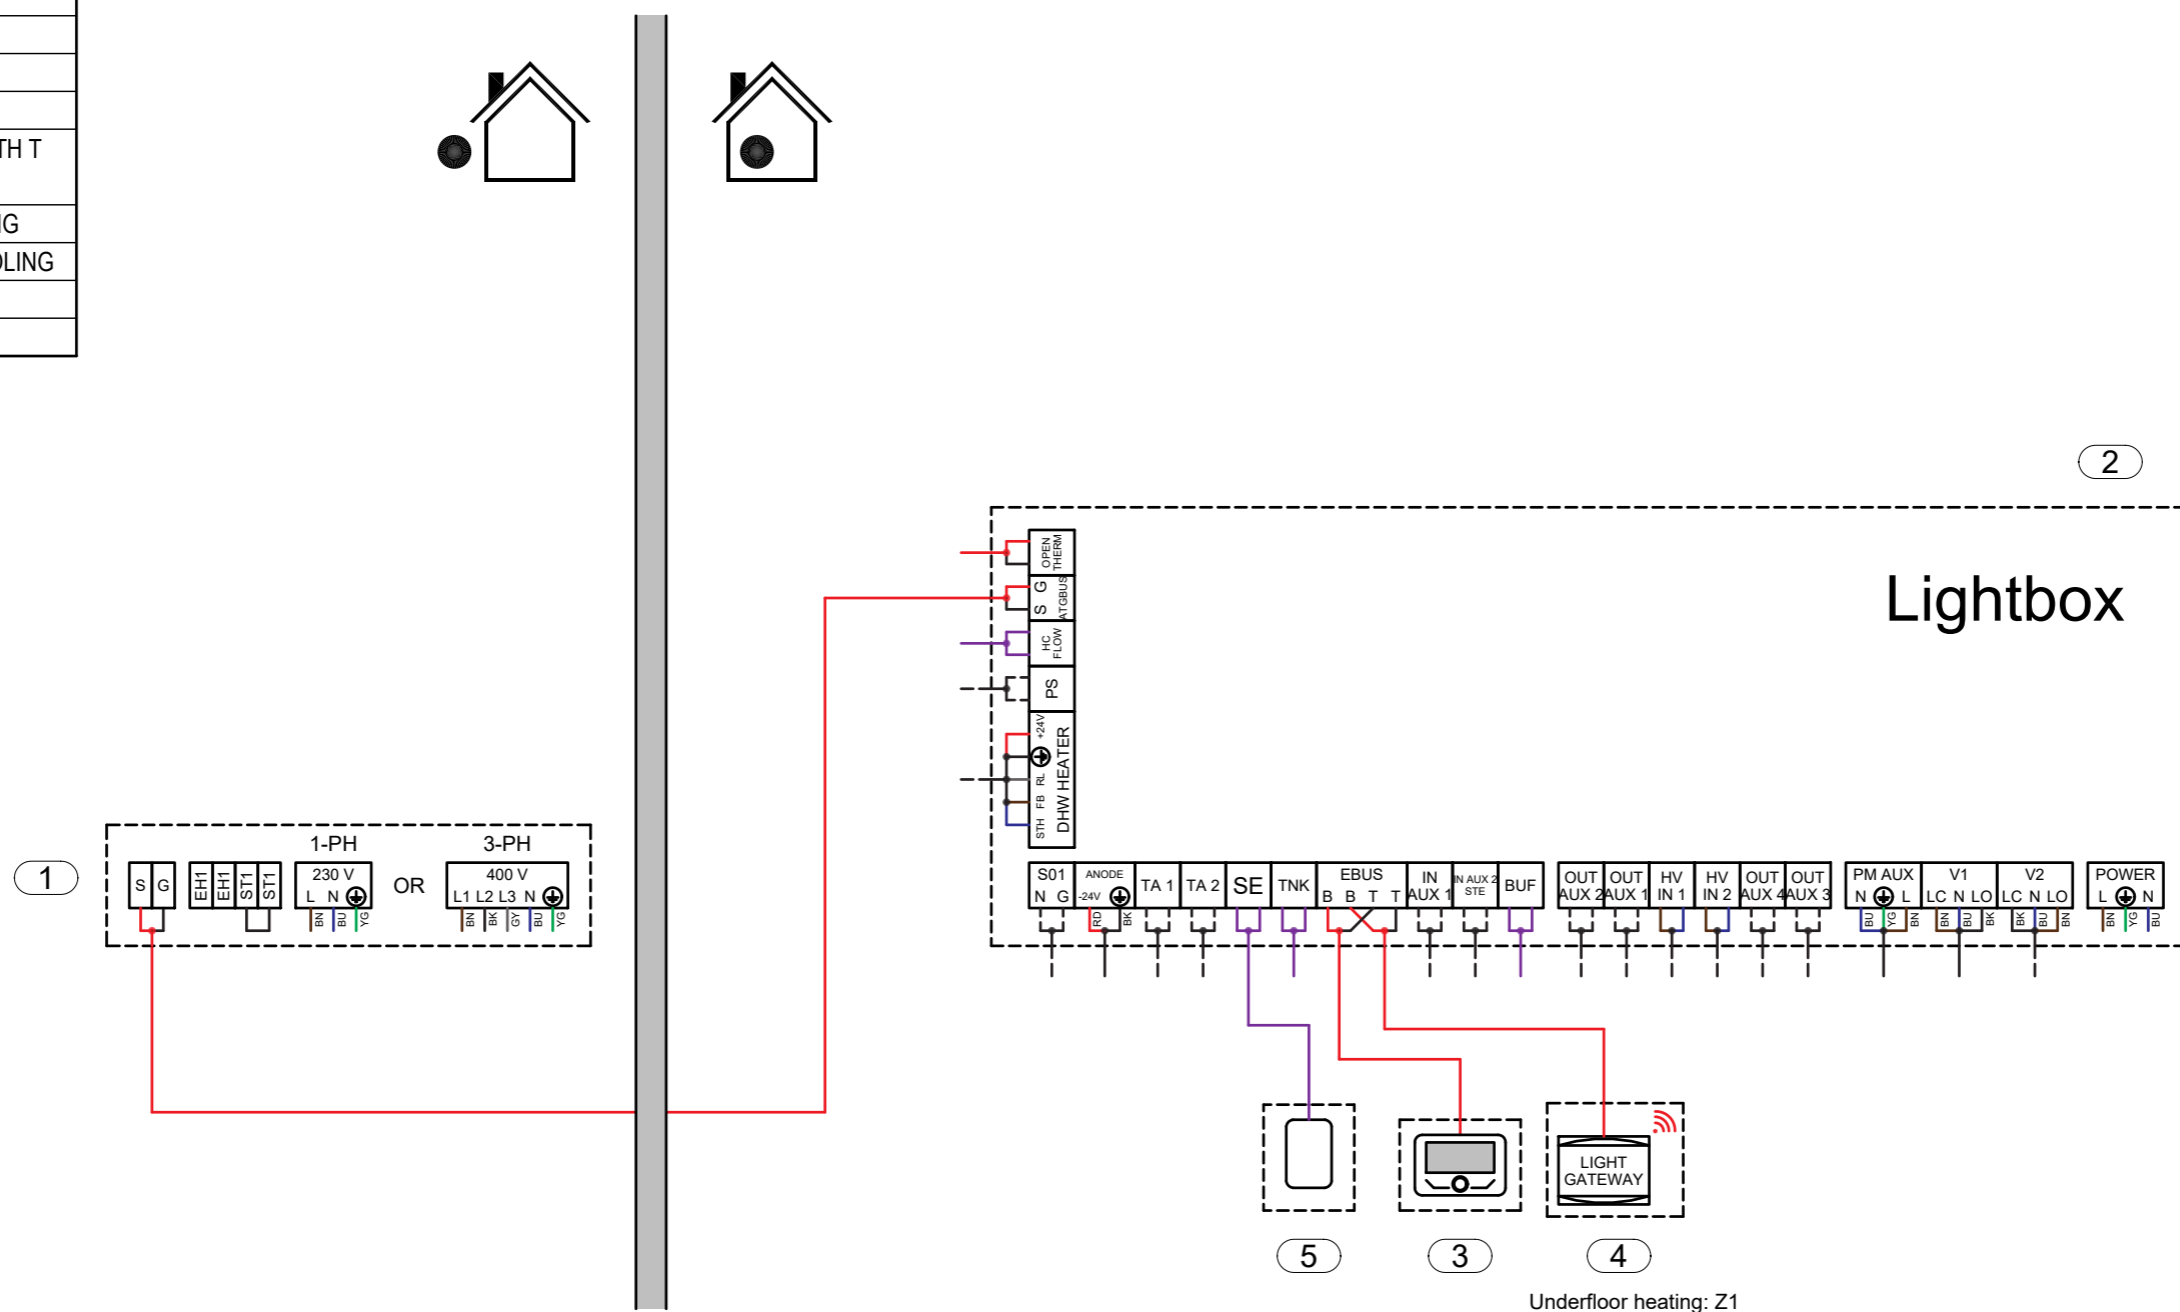 TH T
IG
OLING
2
Lightbox
OPEN THERM
S G ATGBUS
HC FLOW
PS
STH FB RL +24V
DHW HEATER
1
1-PH
3-PH
S G
EH1 EH1 ST1 ST1
230 V
L N
BN BU YG
OR
400 V
L1 L2 L3 N
BN BK GY BU YG
S01
N G
ANODE
-24V
RD BK
TA 1
TA 2
SE
TNK
EBUS
B B T T
IN
AUX 1
IN AUX 2
STE
BUF
OUT
AUX 2
OUT
AUX 1
HV
IN 1
HV
IN 2
OUT
AUX 4
OUT
AUX 3
PM AUX
N L
BU YG BN
V1
LC N LO
BN BU BK
V2
LC N LO
BK BU BN
POWER
L N
BN YG BU
LIGHT
GATEWAY
5
3
4
Underfloor heating: Z1